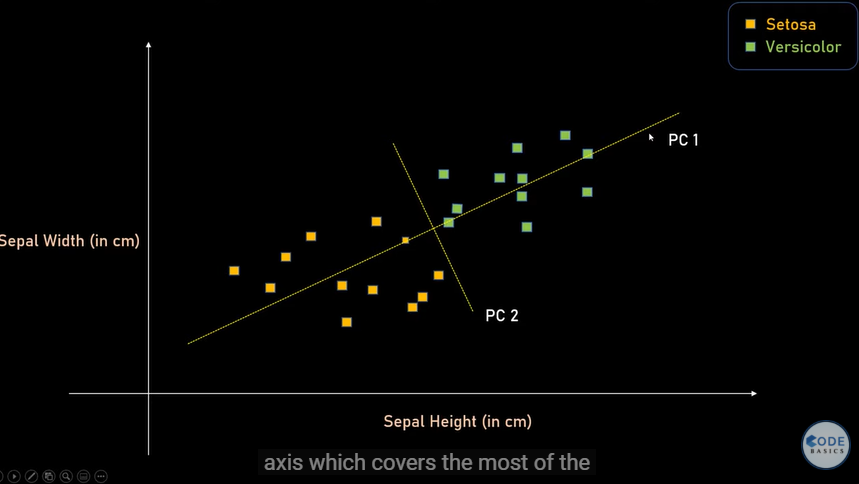 Setosa
Versicolor
PC 1
Sepal Width (in cm)
PC 2
Sepal Height (in cm)
CODE
BASICS
axis which covers the most of the